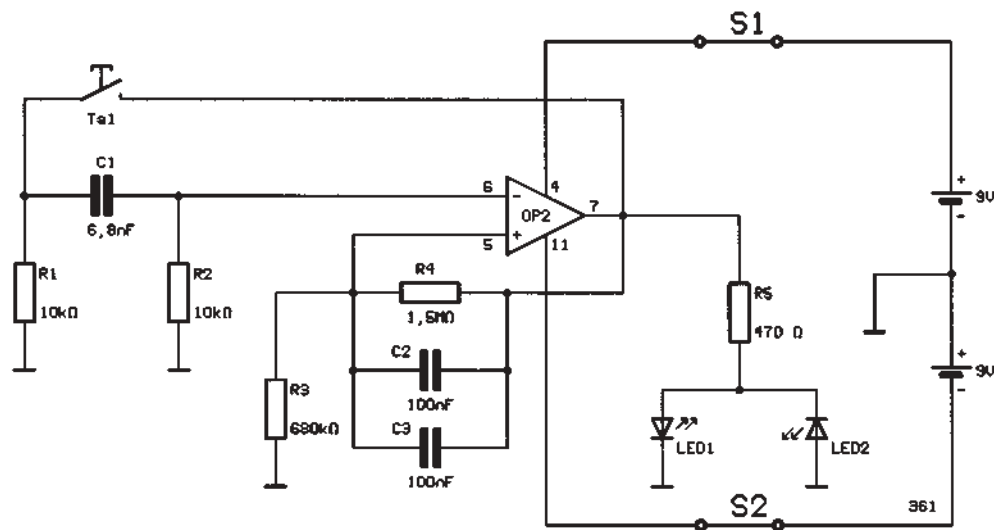 S1
Ta1
C1
6,8nF
R1
10kΩ
R2
10kΩ
6
-
5
+
OP2
4
7
11
R4
1,5MΩ
C2
100nF
C3
100nF
R3
680kΩ
R5
470 Ω
LED1
LED2
+
9V
-
+
9V
-
S2
361